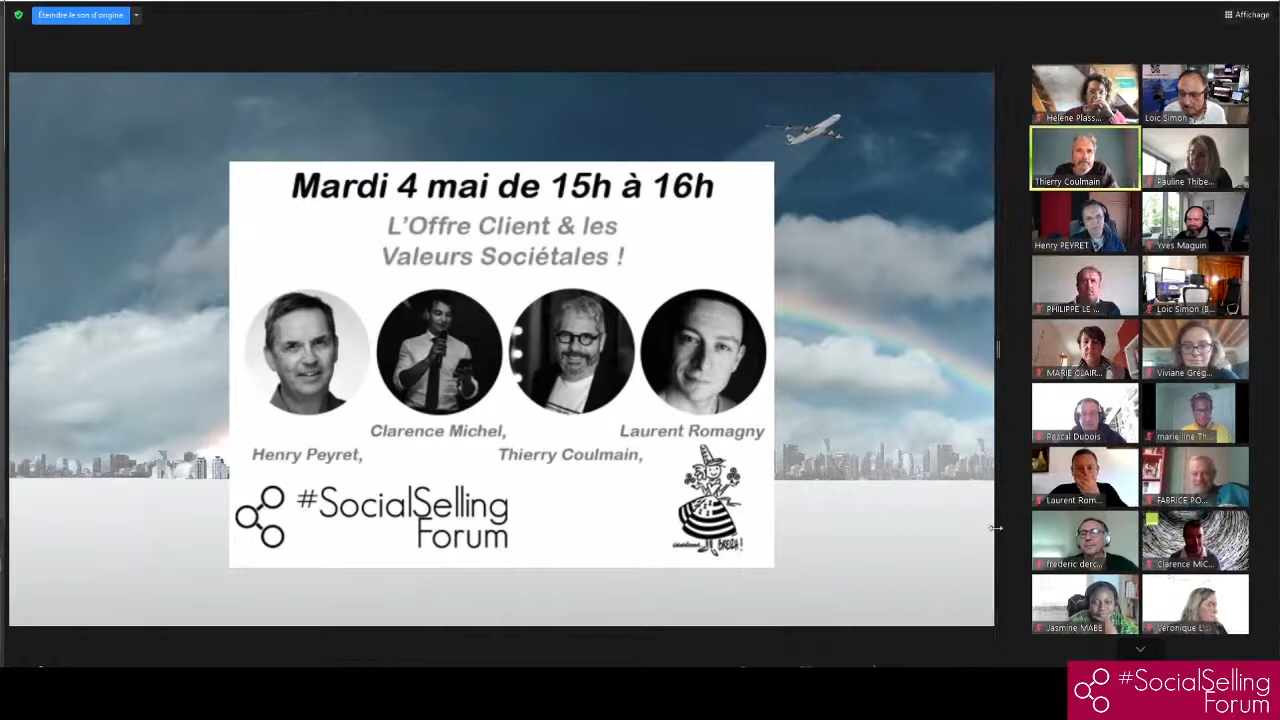 Éteindre le son d'origine
Affichage
Mardi 4 mai de 15h à 16h
L'Offre Client & les
Valeurs Sociétales !
Clarence Michel,
Laurent Romagny
Henry Peyret,
Thierry Coulmain,
#SocialSelling
Forum
BREIZH!
Hélène Plass...
Loic Simon
Thierry Coulmain
Pauline Thibe...
Henry PEYRET
Yves Maguin
PHILIPPE LE ...
Loic Simon (B...
MARIE CLAIR...
Viviane Grég...
Pascal Dubois
marie line Th...
Laurent Rom...
FABRICE PO...
frederic derc...
Clarence MIC...
Jasmine MABE
Véronique L'...
#SocialSelling
Forum